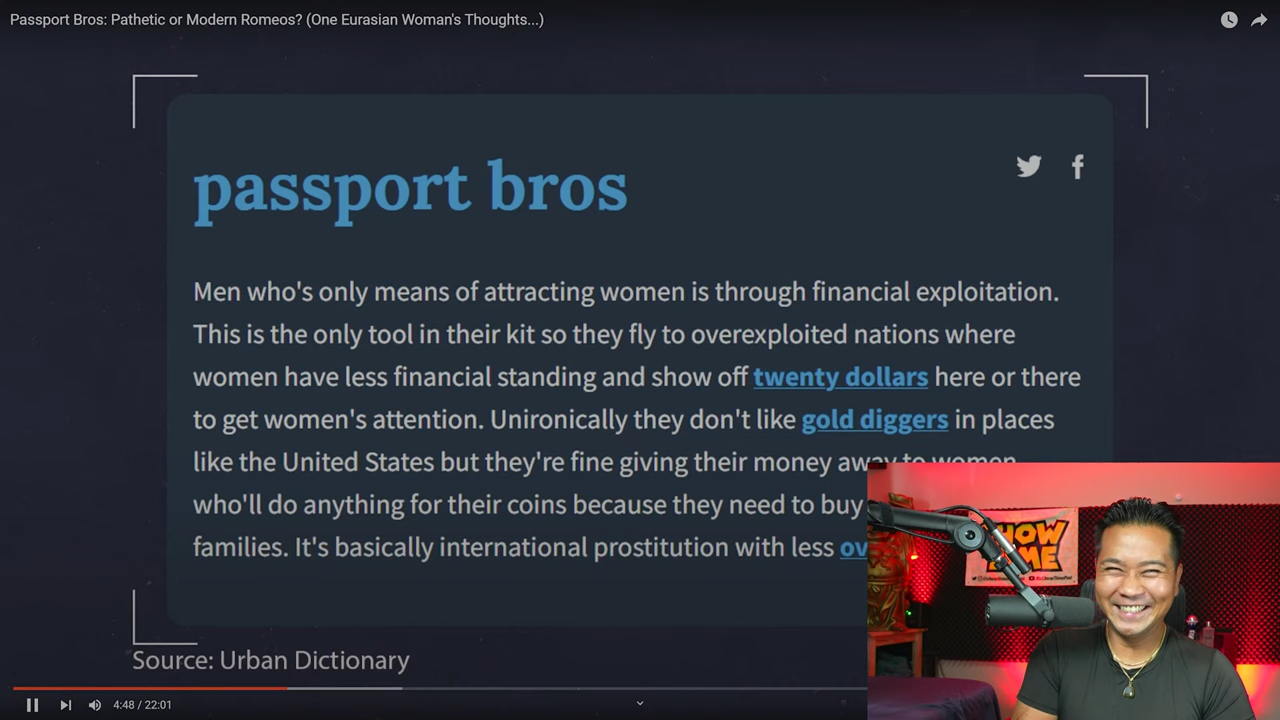 Passport Bros: Pathetic or Modern Romeos? (One Eurasian Woman's Thoughts...)
passport bros
Men who's only means of attracting women is through financial exploitation.
This is the only tool in their kit so they fly to overexploited nations where
women have less financial standing and show off twenty dollars here or there
to get women's attention. Unironically they don't like gold diggers in places
like the United States but they're fine giving their money away to women
who'll do anything for their coins because they need to buy
families. It's basically international prostitution with less
Source: Urban Dictionary
4:48 / 22:01